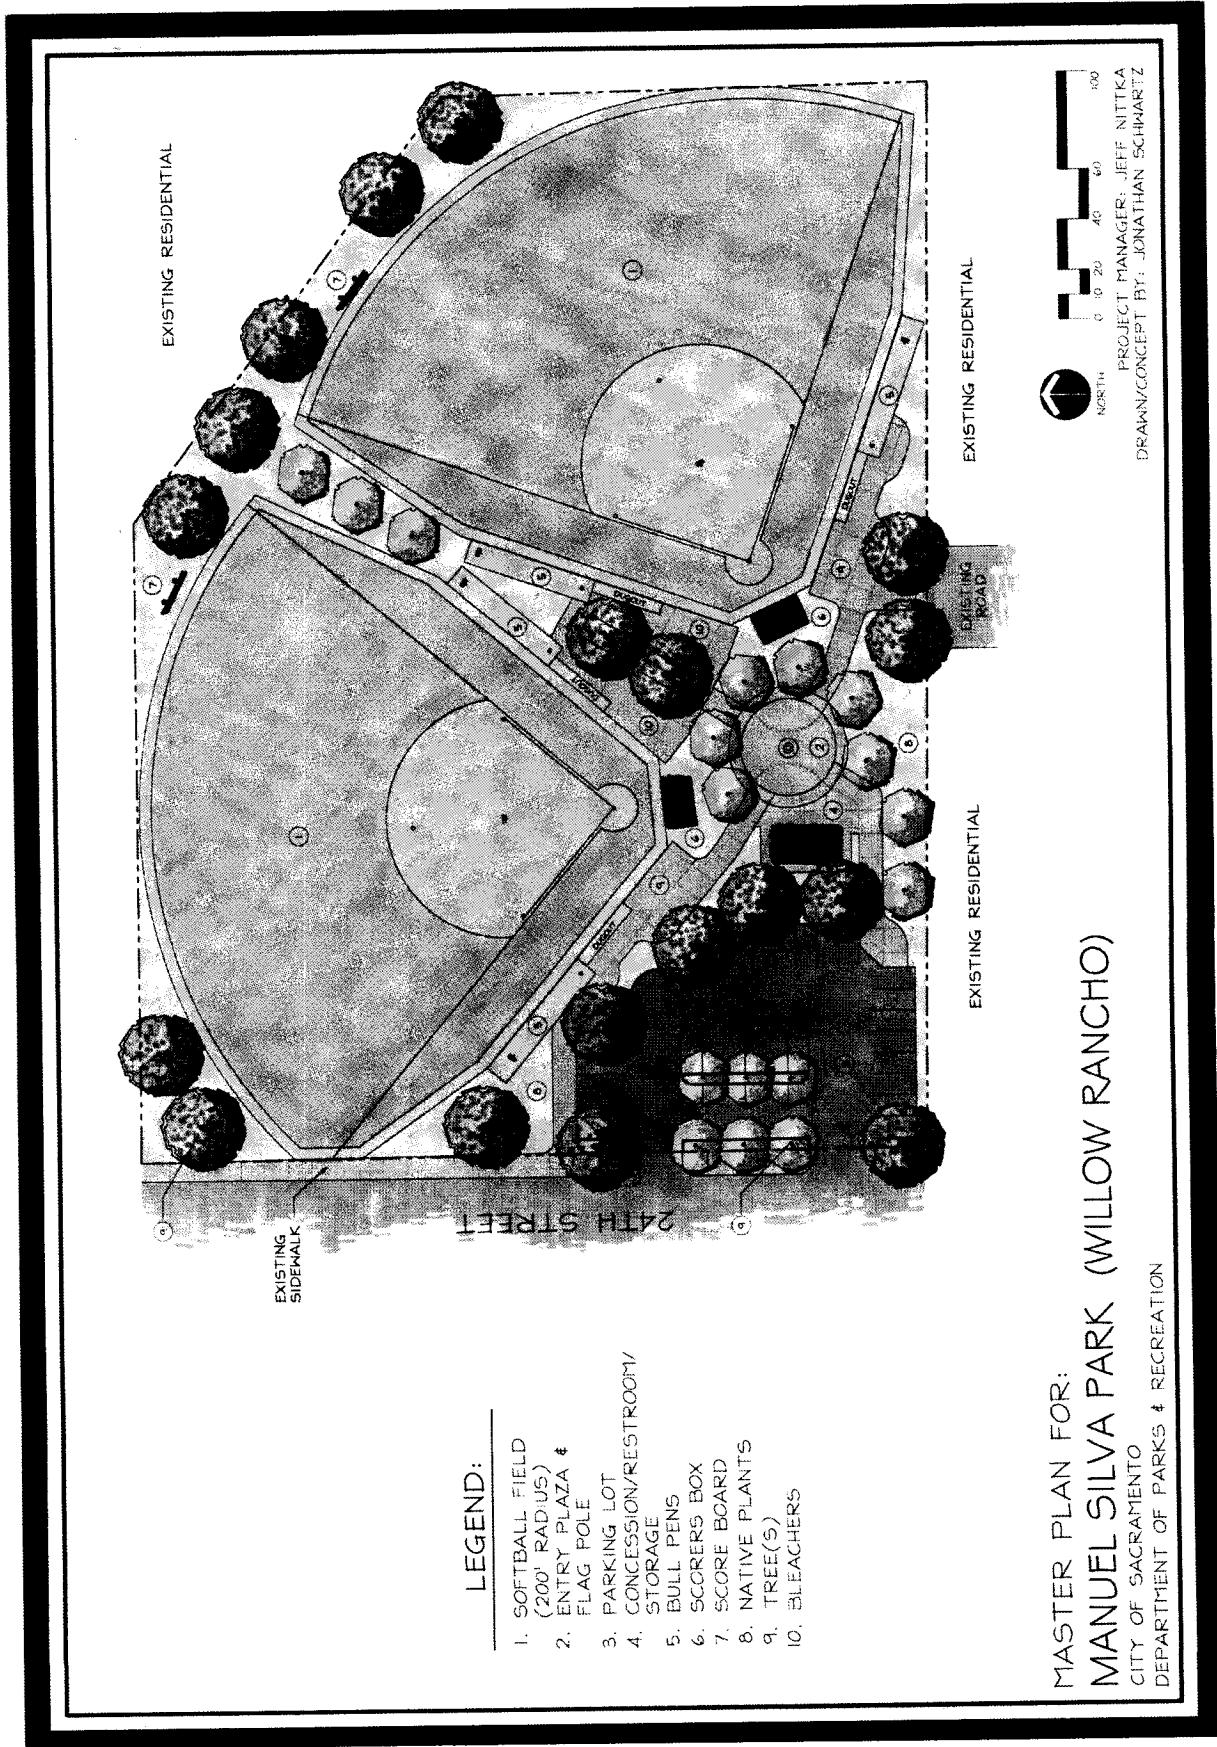 EXISTING RESIDENTIAL
EXISTING RESIDENTIAL
EXISTING RESIDENTIAL
EXISTING
ROAD
24TH STREET
EXISTING
SIDEWALK
DUGOUT
DUGOUT
DUGOUT
DUGOUT
LEGEND:
1. SOFTBALL FIELD
(200' RADIUS)
2. ENTRY PLAZA &
FLAG POLE
3. PARKING LOT
4. CONCESSION/RESTROOM/
STORAGE
5. BULL PENS
6. SCORERS BOX
7. SCORE BOARD
8. NATIVE PLANTS
9. TREE(S)
10. BLEACHERS
MASTER PLAN FOR:
MANUEL SILVA PARK (WILLOW RANCHO)
CITY OF SACRAMENTO
DEPARTMENT OF PARKS & RECREATION
NORTH
0 10 20 40 60 100
PROJECT MANAGER: JEFF NITTKA
DRAWN/CONCEPT BY: JONATHAN SCHWARTZ